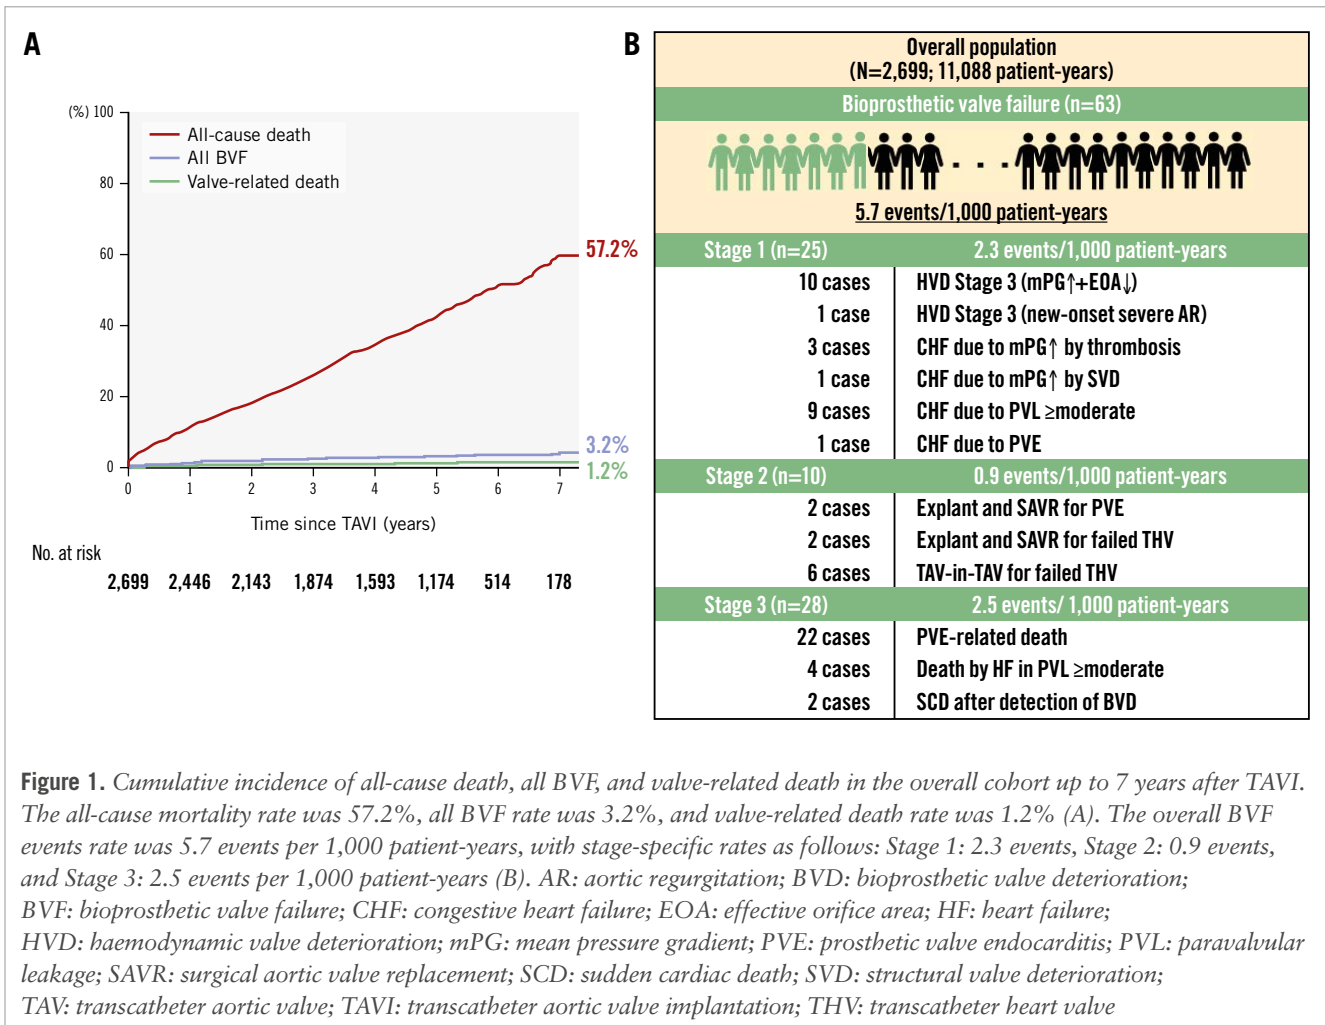 A
(%) 100
80
60
40
20
0
All-cause death
All BVF
Valve-related death
57.2%
3.2%
1.2%
0 1 2 3 4 5 6 7
Time since TAVI (years)
No. at risk
2,699 2,446 2,143 1,874 1,593 1,174 514 178
B
Overall population
(N=2,699; 11,088 patient-years)
Bioprosthetic valve failure (n=63)
. . .
5.7 events/1,000 patient-years
Stage 1 (n=25) 2.3 events/1,000 patient-years
10 cases HVD Stage 3 (mPG↑+EOA↓)
1 case HVD Stage 3 (new-onset severe AR)
3 cases CHF due to mPG↑ by thrombosis
1 case CHF due to mPG↑ by SVD
9 cases CHF due to PVL ≥moderate
1 case CHF due to PVE
Stage 2 (n=10) 0.9 events/1,000 patient-years
2 cases Explant and SAVR for PVE
2 cases Explant and SAVR for failed THV
6 cases TAV-in-TAV for failed THV
Stage 3 (n=28) 2.5 events/ 1,000 patient-years
22 cases PVE-related death
4 cases Death by HF in PVL ≥moderate
2 cases SCD after detection of BVD
Figure 1. Cumulative incidence of all-cause death, all BVF, and valve-related death in the overall cohort up to 7 years after TAVI.
The all-cause mortality rate was 57.2%, all BVF rate was 3.2%, and valve-related death rate was 1.2% (A). The overall BVF
events rate was 5.7 events per 1,000 patient-years, with stage-specific rates as follows: Stage 1: 2.3 events, Stage 2: 0.9 events,
and Stage 3: 2.5 events per 1,000 patient-years (B). AR: aortic regurgitation; BVD: bioprosthetic valve deterioration;
BVF: bioprosthetic valve failure; CHF: congestive heart failure; EOA: effective orifice area; HF: heart failure;
HVD: haemodynamic valve deterioration; mPG: mean pressure gradient; PVE: prosthetic valve endocarditis; PVL: paravalvular
leakage; SAVR: surgical aortic valve replacement; SCD: sudden cardiac death; SVD: structural valve deterioration;
TAV: transcatheter aortic valve; TAVI: transcatheter aortic valve implantation; THV: transcatheter heart valve